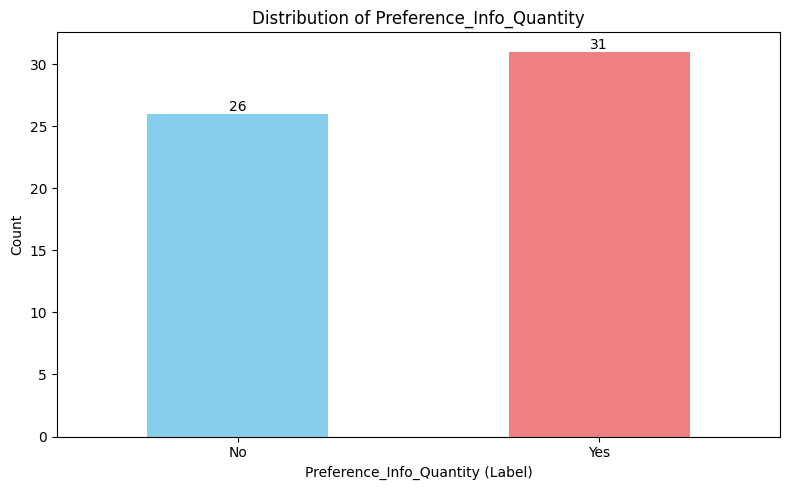 Distribution of Preference_Info_Quantity
31
26
30
25
20
15
10
5
0
Count
No
Yes
Preference_Info_Quantity (Label)